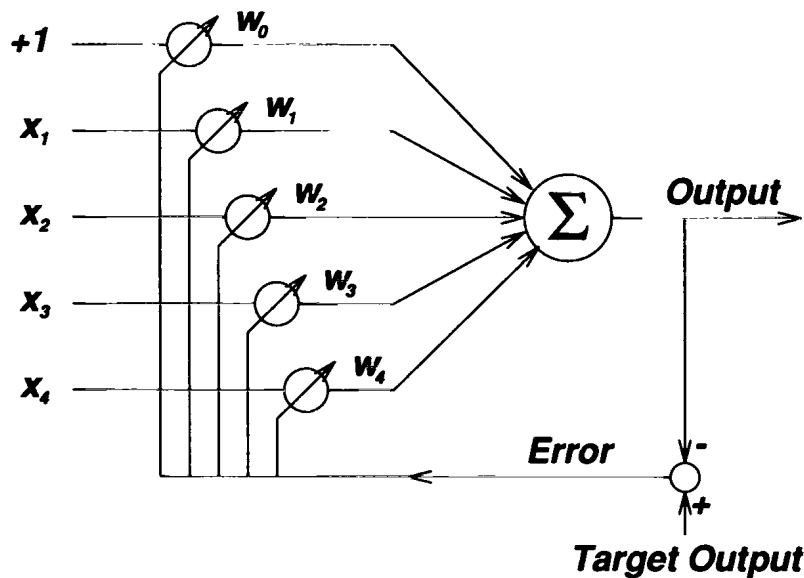 +1 W₀
X₁ W₁
X₂ W₂ Σ Output
X₃ W₃
X₄ W₄
-
Error
+
Target Output